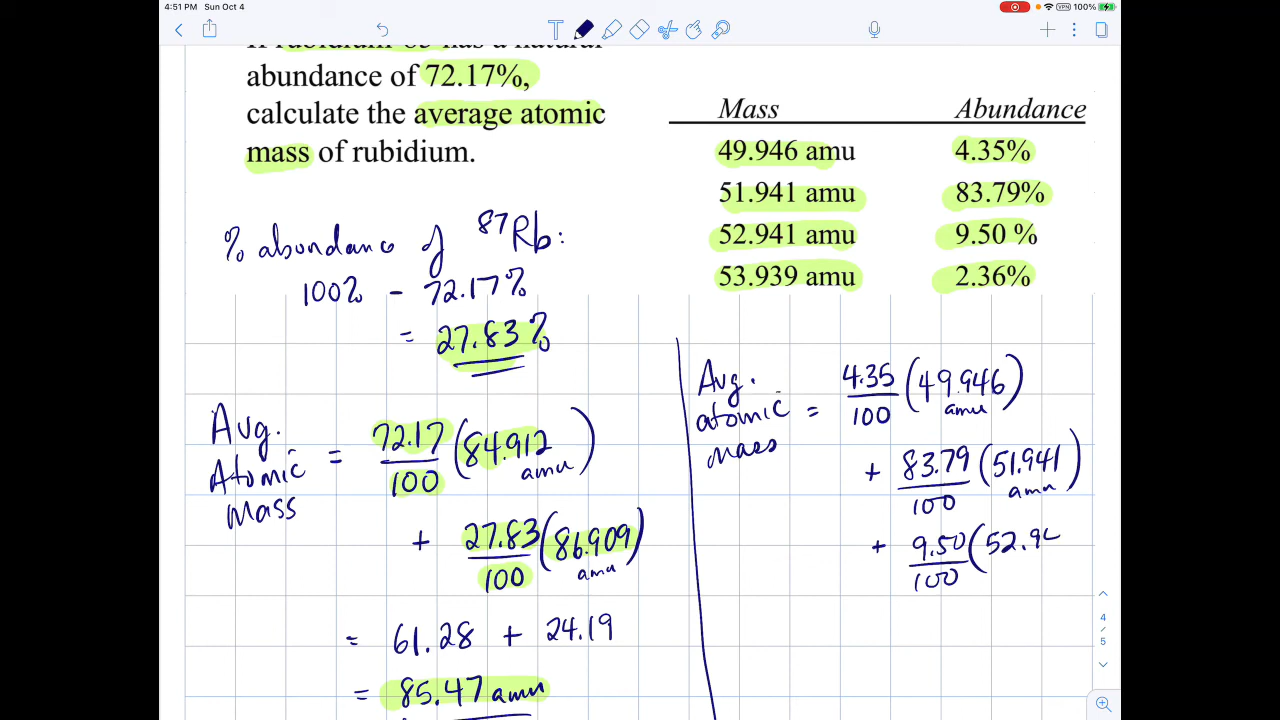 4:51 PM Sun Oct 4
VPN 100%
abundance of 72.17%,
calculate the average atomic
mass of rubidium.
Mass Abundance
49.946 amu 4.35%
51.941 amu 83.79%
52.941 amu 9.50 %
53.939 amu 2.36%
% abundance of 87Rb:
100% - 72.17%
= 27.83%
Avg.
Atomic
Mass
= 72.17/100 (84.912 amu)
+ 27.83/100 (86.909 amu)
= 61.28 + 24.19
= 85.47 amu
Avg.
atomic
mass
= 4.35/100 (49.946 amu)
+ 83.79/100 (51.941 amu)
+ 9.50/100 (52.9
4/5